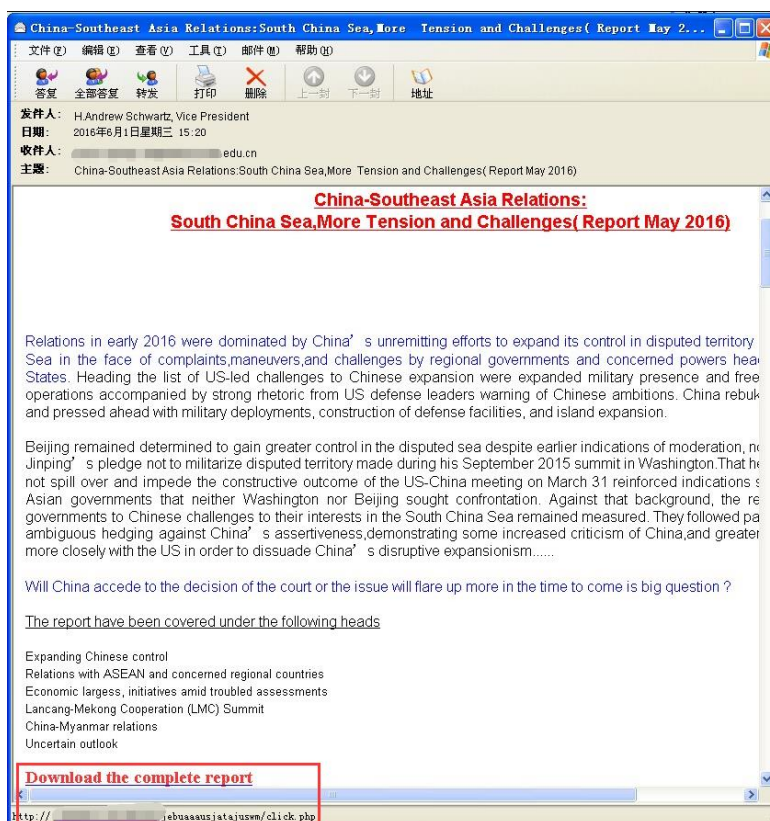 China-Southeast Asia Relations:South China Sea,More Tension and Challenges( Report May 2...
文件(F) 编辑(E) 查看(V) 工具(T) 邮件(M) 帮助(H)
答复 全部答复 转发 打印 删除 上一封 下一封 地址
发件人: H.Andrew Schwartz, Vice President
日期: 2016年6月1日星期三 15:20
收件人: edu.cn
主题: China-Southeast Asia Relations:South China Sea,More Tension and Challenges( Report May 2016)
China-Southeast Asia Relations:
South China Sea,More Tension and Challenges( Report May 2016)
Relations in early 2016 were dominated by China’s unremitting efforts to expand its control in disputed territory
Sea in the face of complaints,maneuvers,and challenges by regional governments and concerned powers hea
States. Heading the list of US-led challenges to Chinese expansion were expanded military presence and free
operations accompanied by strong rhetoric from US defense leaders warning of Chinese ambitions. China rebuk
and pressed ahead with military deployments, construction of defense facilities, and island expansion.
Beijing remained determined to gain greater control in the disputed sea despite earlier indications of moderation, n
Jinping’s pledge not to militarize disputed territory made during his September 2015 summit in Washington.That h
not spill over and impede the constructive outcome of the US-China meeting on March 31 reinforced indications s
Asian governments that neither Washington nor Beijing sought confrontation. Against that background, the re
governments to Chinese challenges to their interests in the South China Sea remained measured. They followed pa
ambiguous hedging against China’s assertiveness,demonstrating some increased criticism of China,and greater
more closely with the US in order to dissuade China’s disruptive expansionism......
Will China accede to the decision of the court or the issue will flare up more in the time to come is big question ?
The report have been covered under the following heads
Expanding Chinese control
Relations with ASEAN and concerned regional countries
Economic largess, initiatives amid troubled assessments
Lancang-Mekong Cooperation (LMC) Summit
China-Myanmar relations
Uncertain outlook
Download the complete report
http:// jebuaaausjatajuswm/click.php